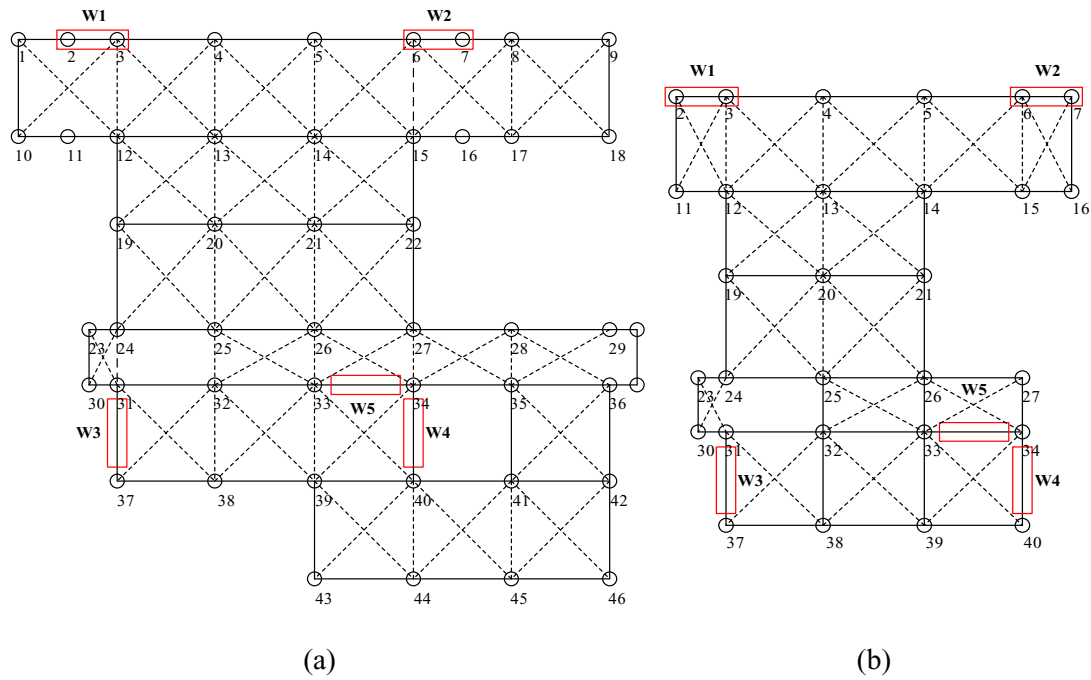 W1 W2
1 2 3 4 5 6 7 8 9
10 11 12 13 14 15 16 17 18
19 20 21 22
23 24 25 26 27 28 29
30 31 32 33 34 35 36
W5
W3 W4
37 38 39 40 41 42
43 44 45 46
(a)
W1 W2
2 3 4 5 6 7
11 12 13 14 15 16
19 20 21
23 24 25 26 27
W5
30 31 32 33 34
W3 W4
37 38 39 40
(b)